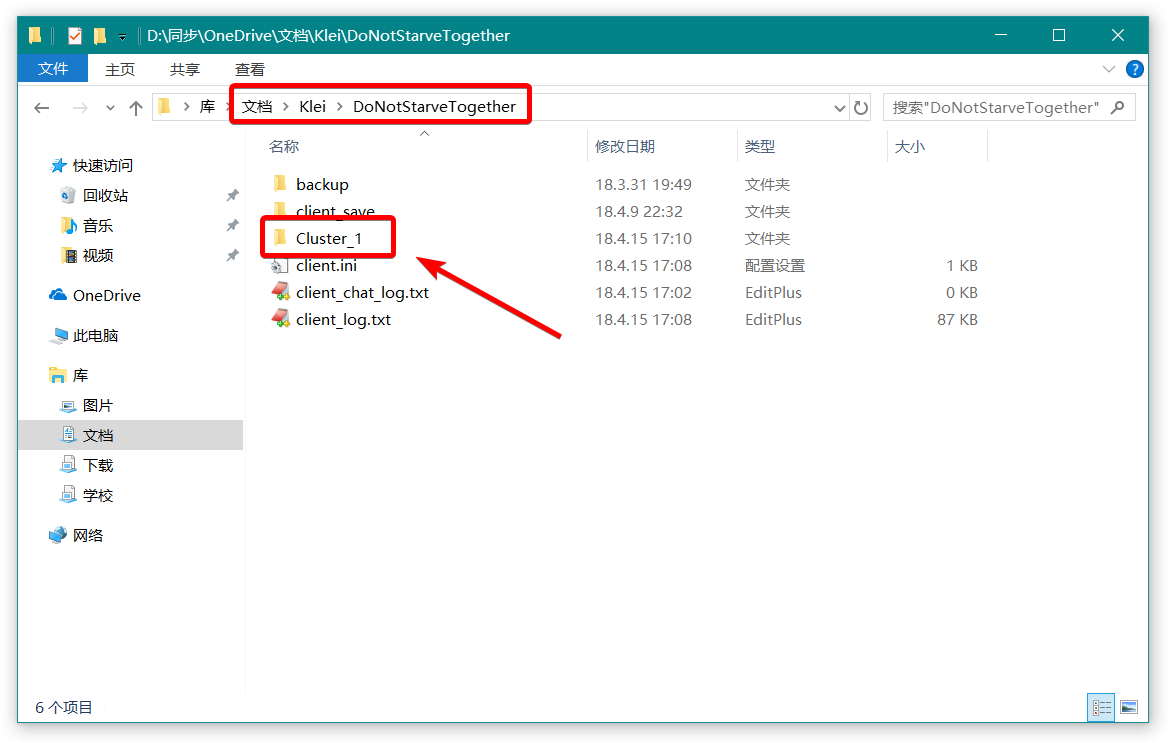 D:\同步\OneDrive\文档\Klei\DoNotStarveTogether
文件 主页 共享 查看
库 文档 Klei DoNotStarveTogether 搜索"DoNotStarveTogether"
名称 修改日期 类型 大小
快速访问
回收站
音乐
视频
OneDrive
此电脑
库
图片
文档
下载
学校
网络
backup 18.3.31 19:49 文件夹
client_save 18.4.9 22:32 文件夹
Cluster_1 18.4.15 17:10 文件夹
client.ini 18.4.15 17:08 配置设置 1 KB
client_chat_log.txt 18.4.15 17:02 EditPlus 0 KB
client_log.txt 18.4.15 17:08 EditPlus 87 KB
6 个项目